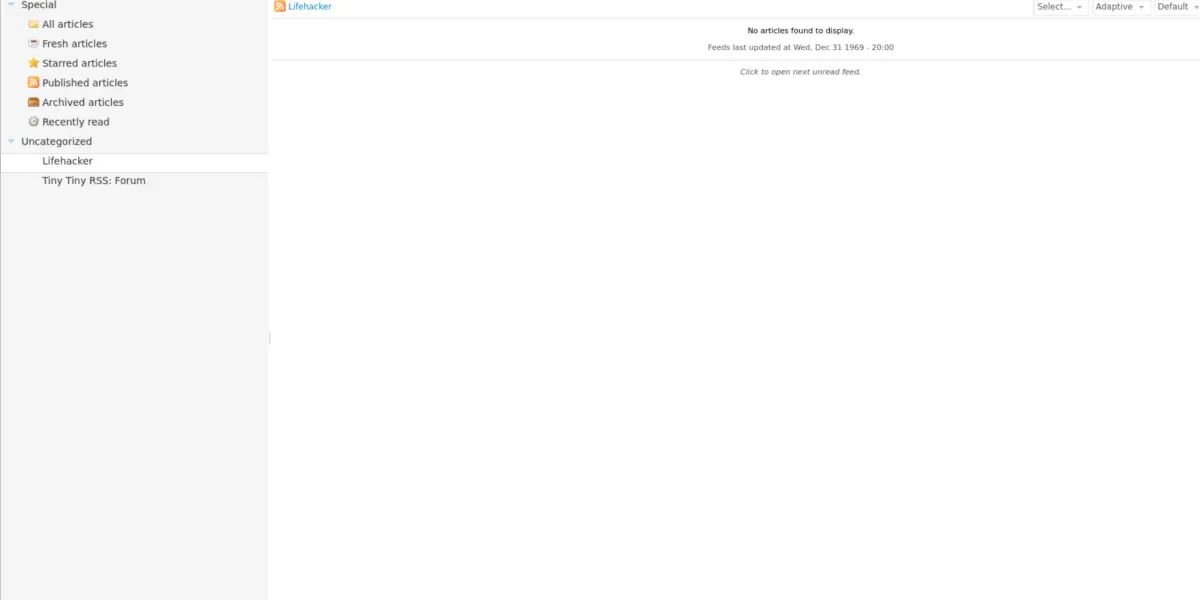 Special
All articles
Fresh articles
Starred articles
Published articles
Archived articles
Recently read
Uncategorized
Lifehacker
Tiny Tiny RSS: Forum
Lifehacker
Select...
Adaptive
Default
No articles found to display.
Feeds last updated at Wed, Dec 31 1969 - 20:00
Click to open next unread feed.